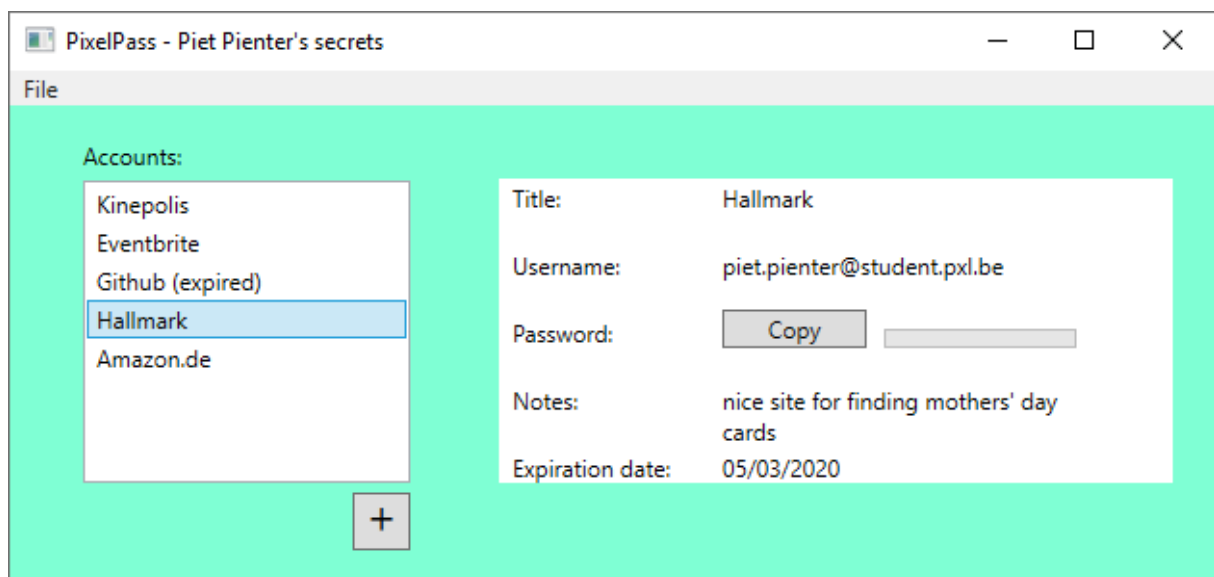 PixelPass - Piet Pienter's secrets
File
Accounts:
Kinepolis
Eventbrite
Github (expired)
Hallmark
Amazon.de
+
Title: Hallmark
Username: piet.pienter@student.pxl.be
Password: Copy
Notes: nice site for finding mothers' day
cards
Expiration date: 05/03/2020